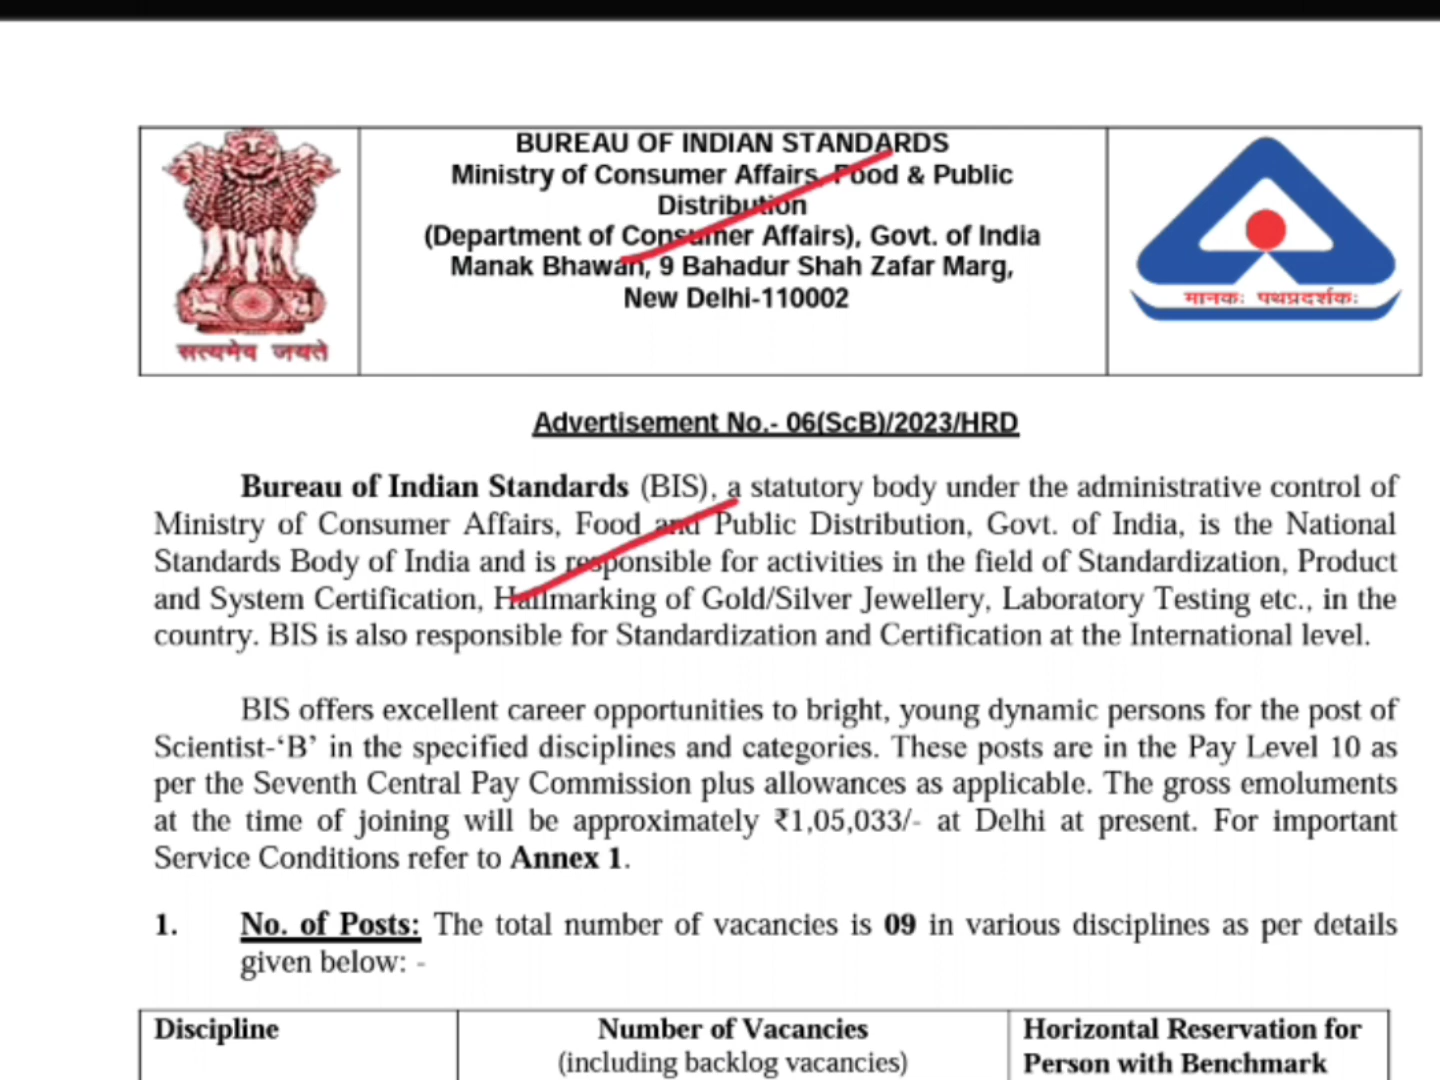 सत्यमेव जयते
BUREAU OF INDIAN STANDARDS
Ministry of Consumer Affairs, Food & Public
Distribution
(Department of Consumer Affairs), Govt. of India
Manak Bhawan, 9 Bahadur Shah Zafar Marg,
New Delhi-110002
मानकः पथप्रदर्शकः
Advertisement No.- 06(ScB)/2023/HRD
Bureau of Indian Standards (BIS), a statutory body under the administrative control of
Ministry of Consumer Affairs, Food and Public Distribution, Govt. of India, is the National
Standards Body of India and is responsible for activities in the field of Standardization, Product
and System Certification, Hallmarking of Gold/Silver Jewellery, Laboratory Testing etc., in the
country. BIS is also responsible for Standardization and Certification at the International level.
BIS offers excellent career opportunities to bright, young dynamic persons for the post of
Scientist-‘B’ in the specified disciplines and categories. These posts are in the Pay Level 10 as
per the Seventh Central Pay Commission plus allowances as applicable. The gross emoluments
at the time of joining will be approximately ₹1,05,033/- at Delhi at present. For important
Service Conditions refer to Annex 1.
1. No. of Posts: The total number of vacancies is 09 in various disciplines as per details
given below: -
Discipline
Number of Vacancies
(including backlog vacancies)
Horizontal Reservation for
Person with Benchmark